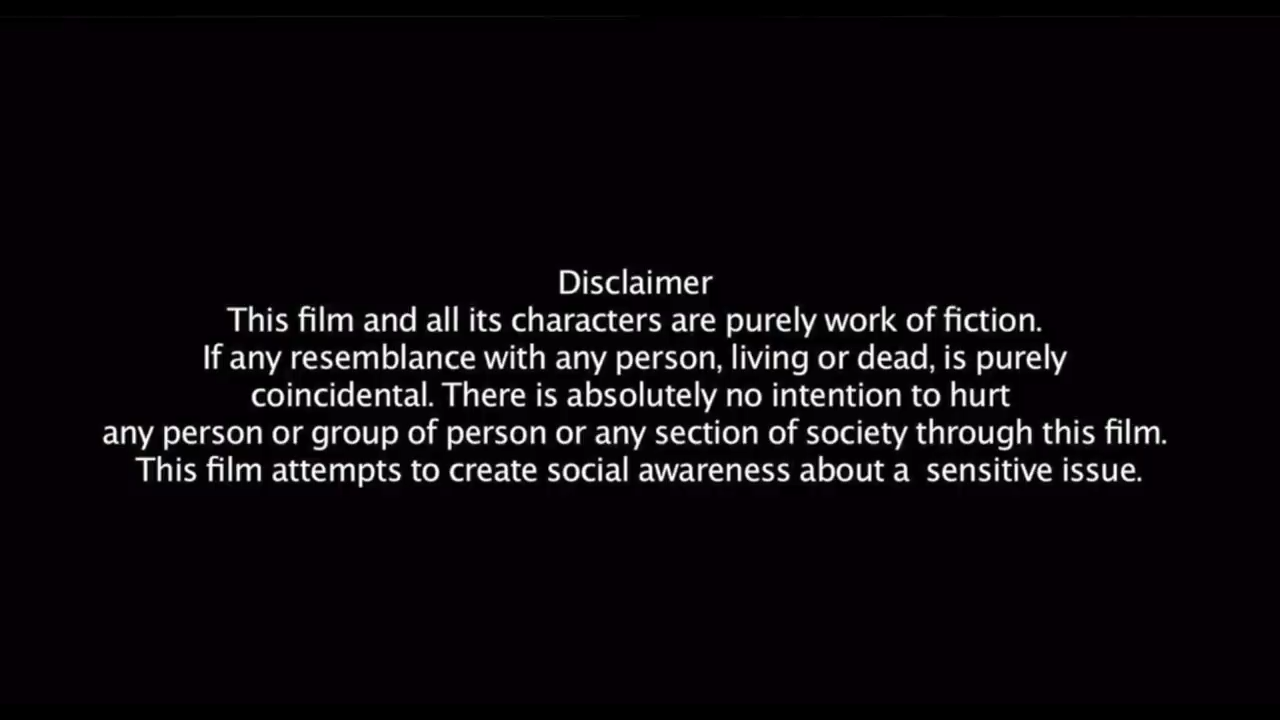 Disclaimer
This film and all its characters are purely work of fiction.
If any resemblance with any person, living or dead, is purely
coincidental. There is absolutely no intention to hurt
any person or group of person or any section of society through this film.
This film attempts to create social awareness about a  sensitive issue.